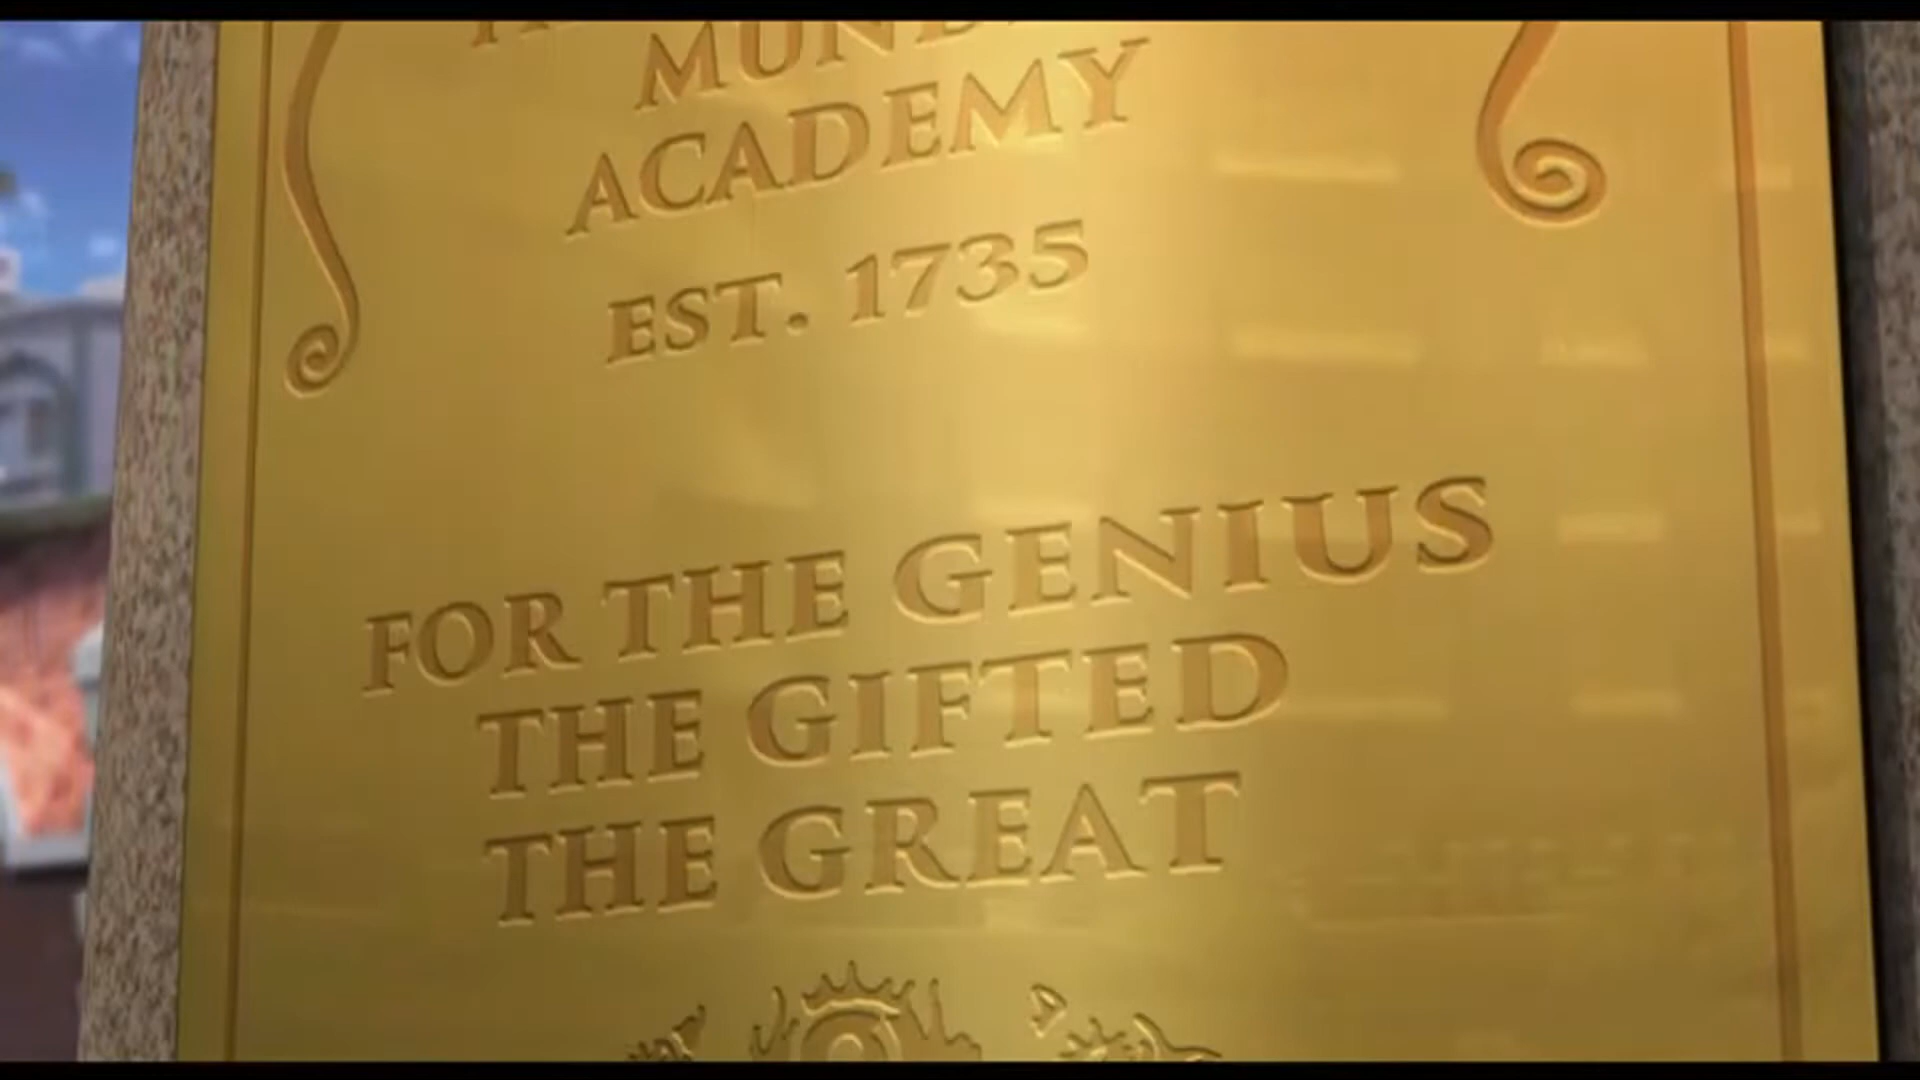 ACADEMY
EST. 1735
FOR THE GENIUS
THE GIFTED
THE GREAT